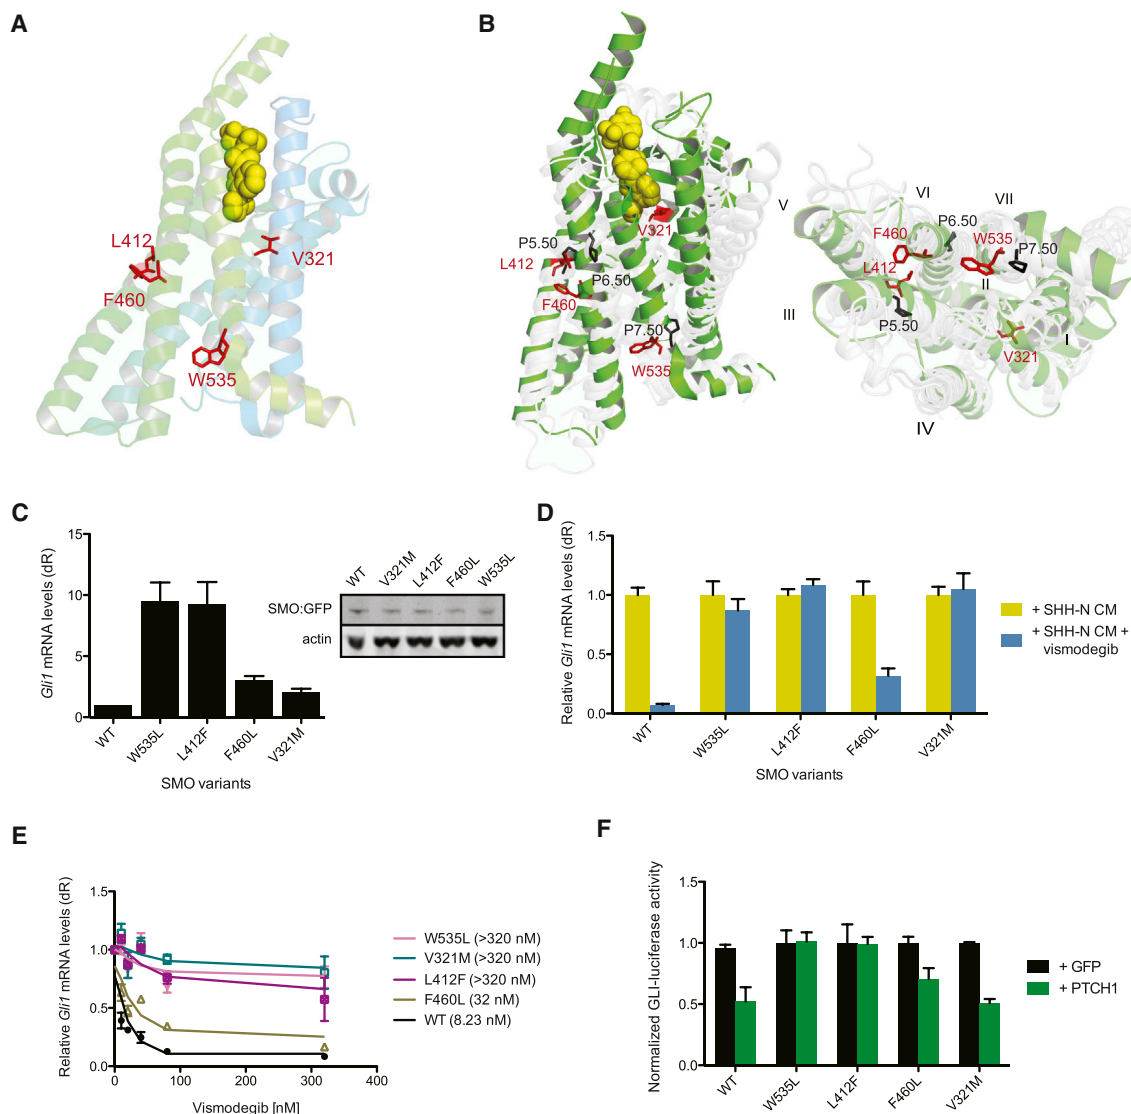 A
L412
F460
V321
W535
B
V
VI
VII
III
II
I
IV
P5.50
L412
F460
P6.50
V321
P7.50
W535
F460
P6.50
W535
P7.50
L412
P5.50
V321
C
Gli1 mRNA levels (dR)
15
10
5
0
WT
W535L
L412F
F460L
V321M
SMO variants
WT
V321M
L412F
F460L
W535L
SMO:GFP
actin
D
Relative Gli1 mRNA levels (dR)
1.5
1.0
0.5
0.0
WT
W535L
L412F
F460L
V321M
SMO variants
+ SHH-N CM
+ SHH-N CM +
vismodegib
E
Relative Gli1 mRNA levels (dR)
1.5
1.0
0.5
0.0
0
100
200
300
400
Vismodegib [nM]
W535L (>320 nM)
V321M (>320 nM)
L412F (>320 nM)
F460L (32 nM)
WT (8.23 nM)
F
Normalized GLI-luciferase activity
1.5
1.0
0.5
0.0
WT
W535L
L412F
F460L
V321M
+ GFP
+ PTCH1